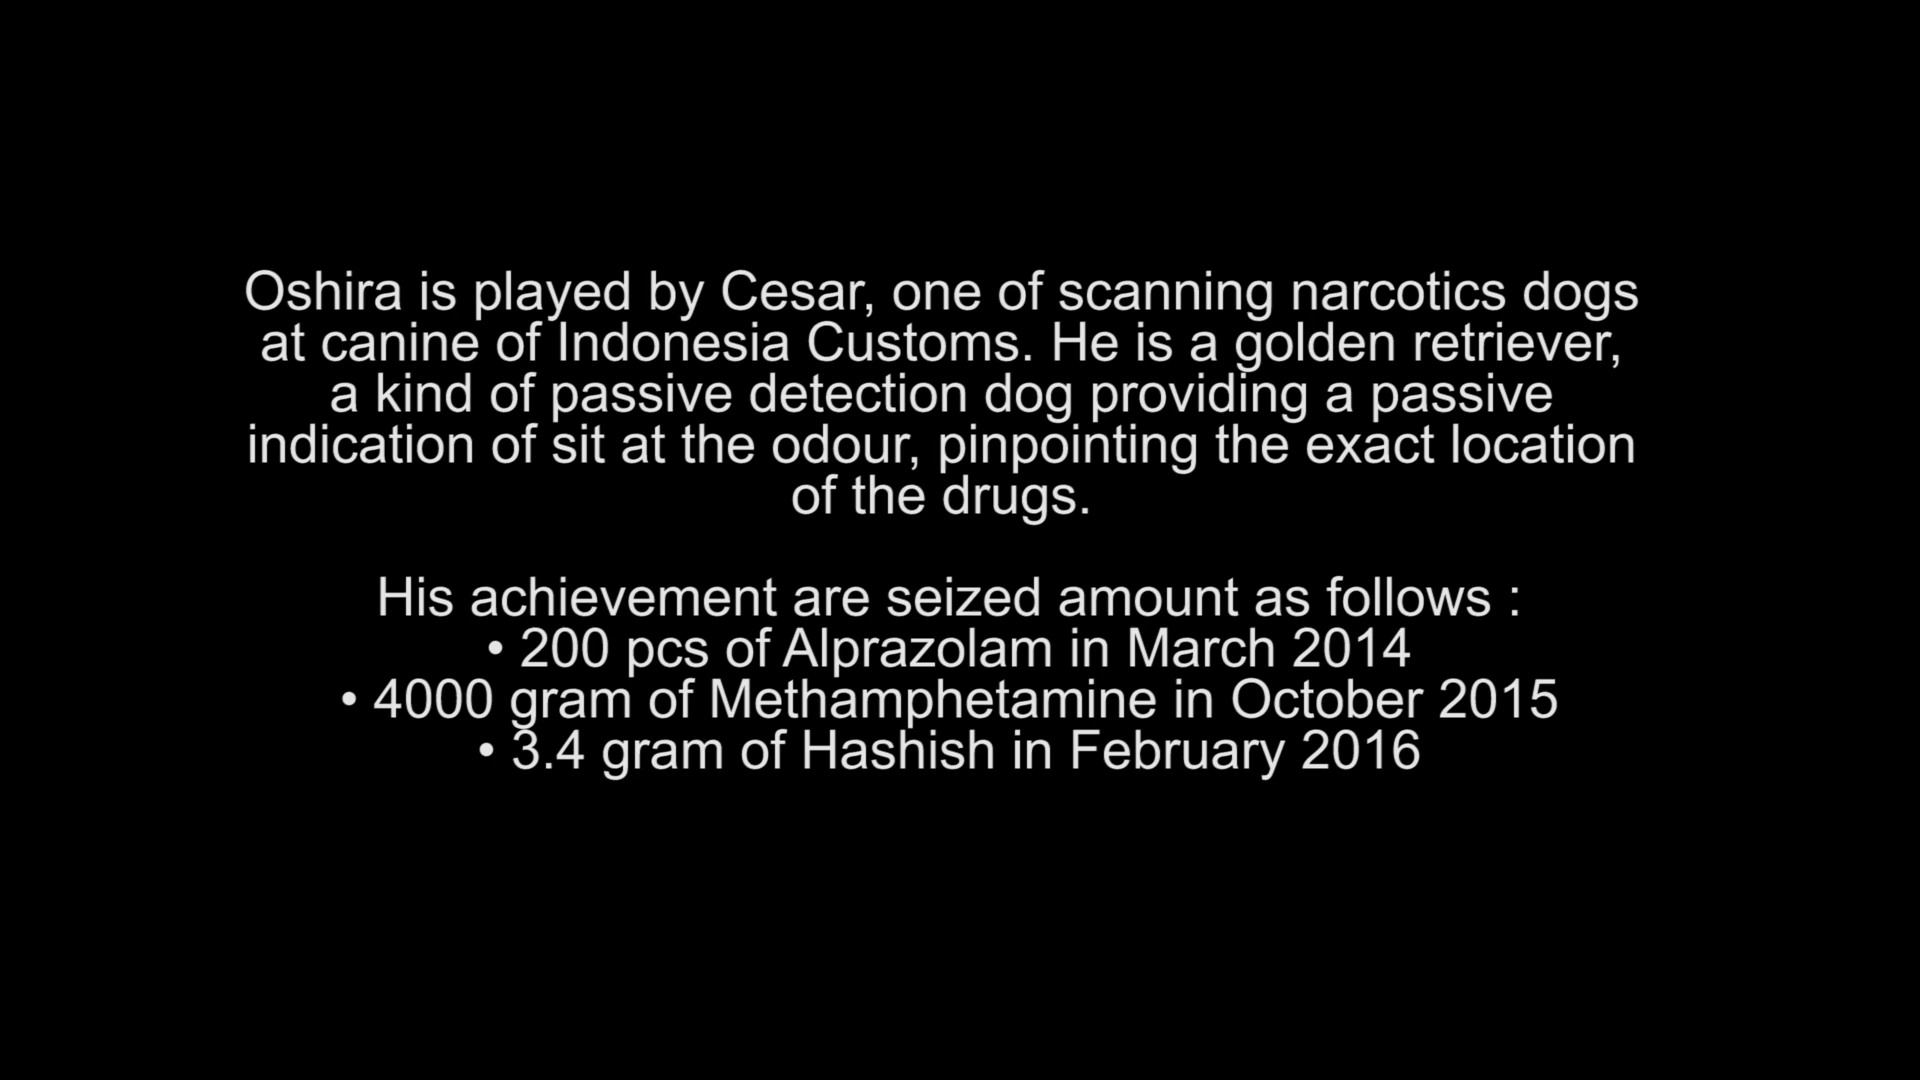 Oshira is played by Cesar, one of scanning narcotics dogs
at canine of Indonesia Customs. He is a golden retriever,
a kind of passive detection dog providing a passive
indication of sit at the odour, pinpointing the exact location
of the drugs.
His achievement are seized amount as follows :
• 200 pcs of Alprazolam in March 2014
• 4000 gram of Methamphetamine in October 2015
• 3.4 gram of Hashish in February 2016